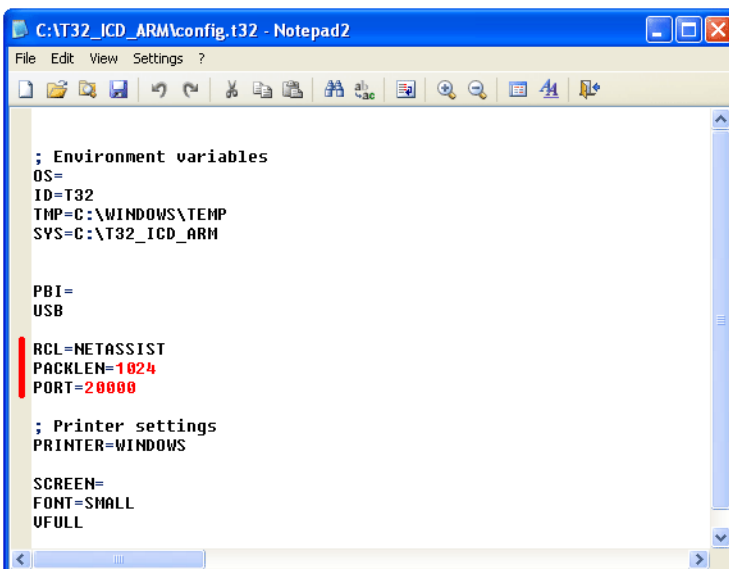 C:\T32_ICD_ARM\config.t32 - Notepad2
File Edit View Settings ?
; Environment variables
OS=
ID=T32
TMP=C:\WINDOWS\TEMP
SYS=C:\T32_ICD_ARM
PBI=
USB
RCL=NETASSIST
PACKLEN=1024
PORT=20000
; Printer settings
PRINTER=WINDOWS
SCREEN=
FONT=SMALL
VFULL